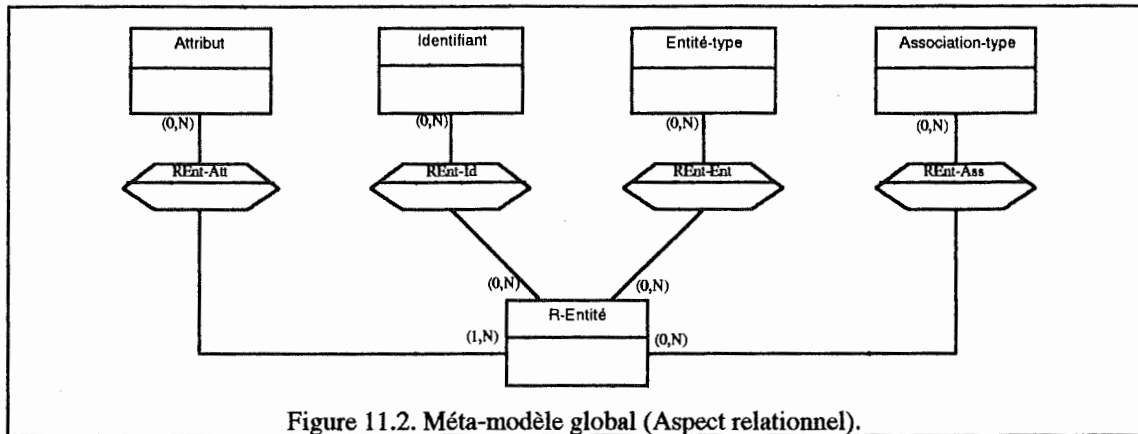 Attribut
Identifiant
Entité-type
Association-type
(0,N)
(0,N)
(0,N)
(0,N)
REnt-Att
REnt-Id
REnt-Ent
REnt-Ass
(0,N)
(0,N)
R-Entité
(1,N)
(0,N)
Figure 11.2. Méta-modèle global (Aspect relationnel).